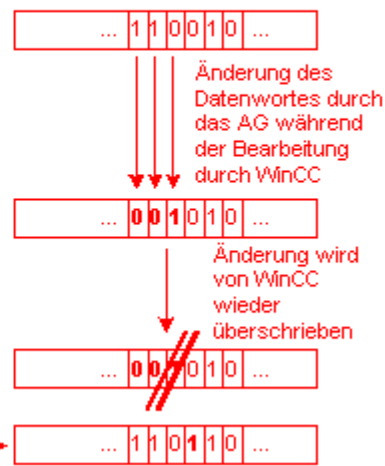 ... 1 1 0 0 1 0 ...
Änderung des
Datenwortes durch
das AG während
der Bearbeitung
durch WinCC
... 0 0 1 0 1 0 ...
Änderung wird
von WinCC
wieder
überschrieben
... 0 0 0 1 0 ...
... 1 1 0 1 1 0 ...